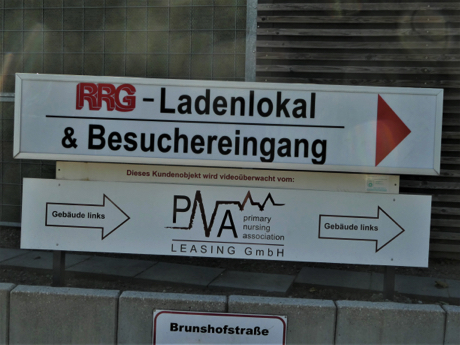 RRG - Ladenlokal
& Besuchereingang
Dieses Kundenobjekt wird videoüberwacht vom:
Gebäude links
PNA primary
nursing
association
LEASING GmbH
Gebäude links
Brunshofstraße